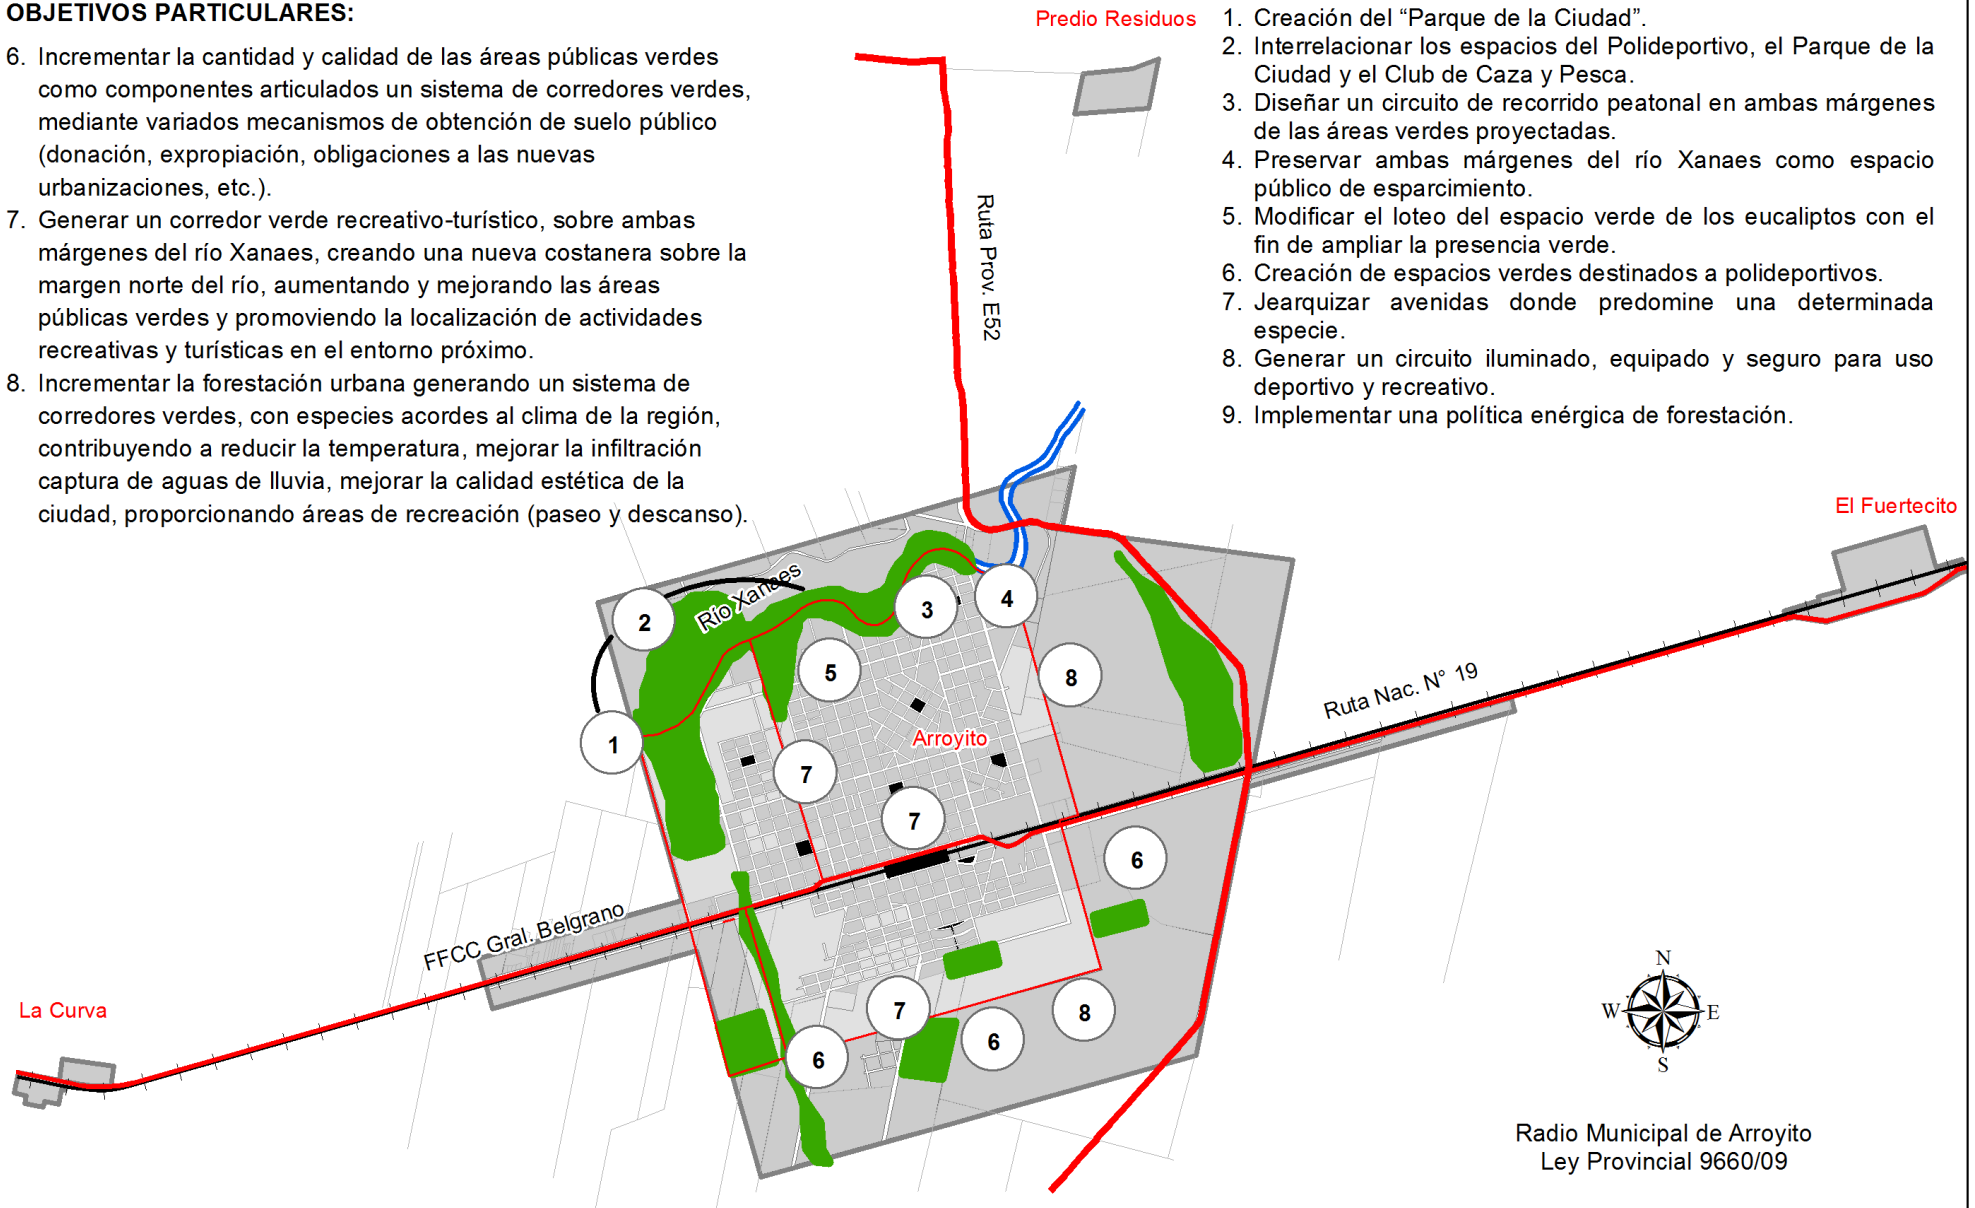 OBJETIVOS PARTICULARES:
6. Incrementar la cantidad y calidad de las áreas públicas verdes
como componentes articulados un sistema de corredores verdes,
mediante variados mecanismos de obtención de suelo público
(donación, expropiación, obligaciones a las nuevas
urbanizaciones, etc.).
7. Generar un corredor verde recreativo-turístico, sobre ambas
márgenes del río Xanaes, creando una nueva costanera sobre la
margen norte del río, aumentando y mejorando las áreas
públicas verdes y promoviendo la localización de actividades
recreativas y turísticas en el entorno próximo.
8. Incrementar la forestación urbana generando un sistema de
corredores verdes, con especies acordes al clima de la región,
contribuyendo a reducir la temperatura, mejorar la infiltración
captura de aguas de lluvia, mejorar la calidad estética de la
ciudad, proporcionando áreas de recreación (paseo y descanso).
Predio Residuos
1. Creación del “Parque de la Ciudad”.
2. Interrelacionar los espacios del Polideportivo, el Parque de la
Ciudad y el Club de Caza y Pesca.
3. Diseñar un circuito de recorrido peatonal en ambas márgenes
de las áreas verdes proyectadas.
4. Preservar ambas márgenes del río Xanaes como espacio
público de esparcimiento.
5. Modificar el loteo del espacio verde de los eucaliptos con el
fin de ampliar la presencia verde.
6. Creación de espacios verdes destinados a polideportivos.
7. Jearquizar avenidas donde predomine una determinada
especie.
8. Generar un circuito iluminado, equipado y seguro para uso
deportivo y recreativo.
9. Implementar una política enérgica de forestación.
Ruta Prov. E52
El Fuertecito
Río Xanaes
2
3
4
5
8
1
Arroyito
7
7
Ruta Nac. N° 19
6
FFCC Gral. Belgrano
La Curva
7
6
8
6
N
W
E
S
Radio Municipal de Arroyito
Ley Provincial 9660/09